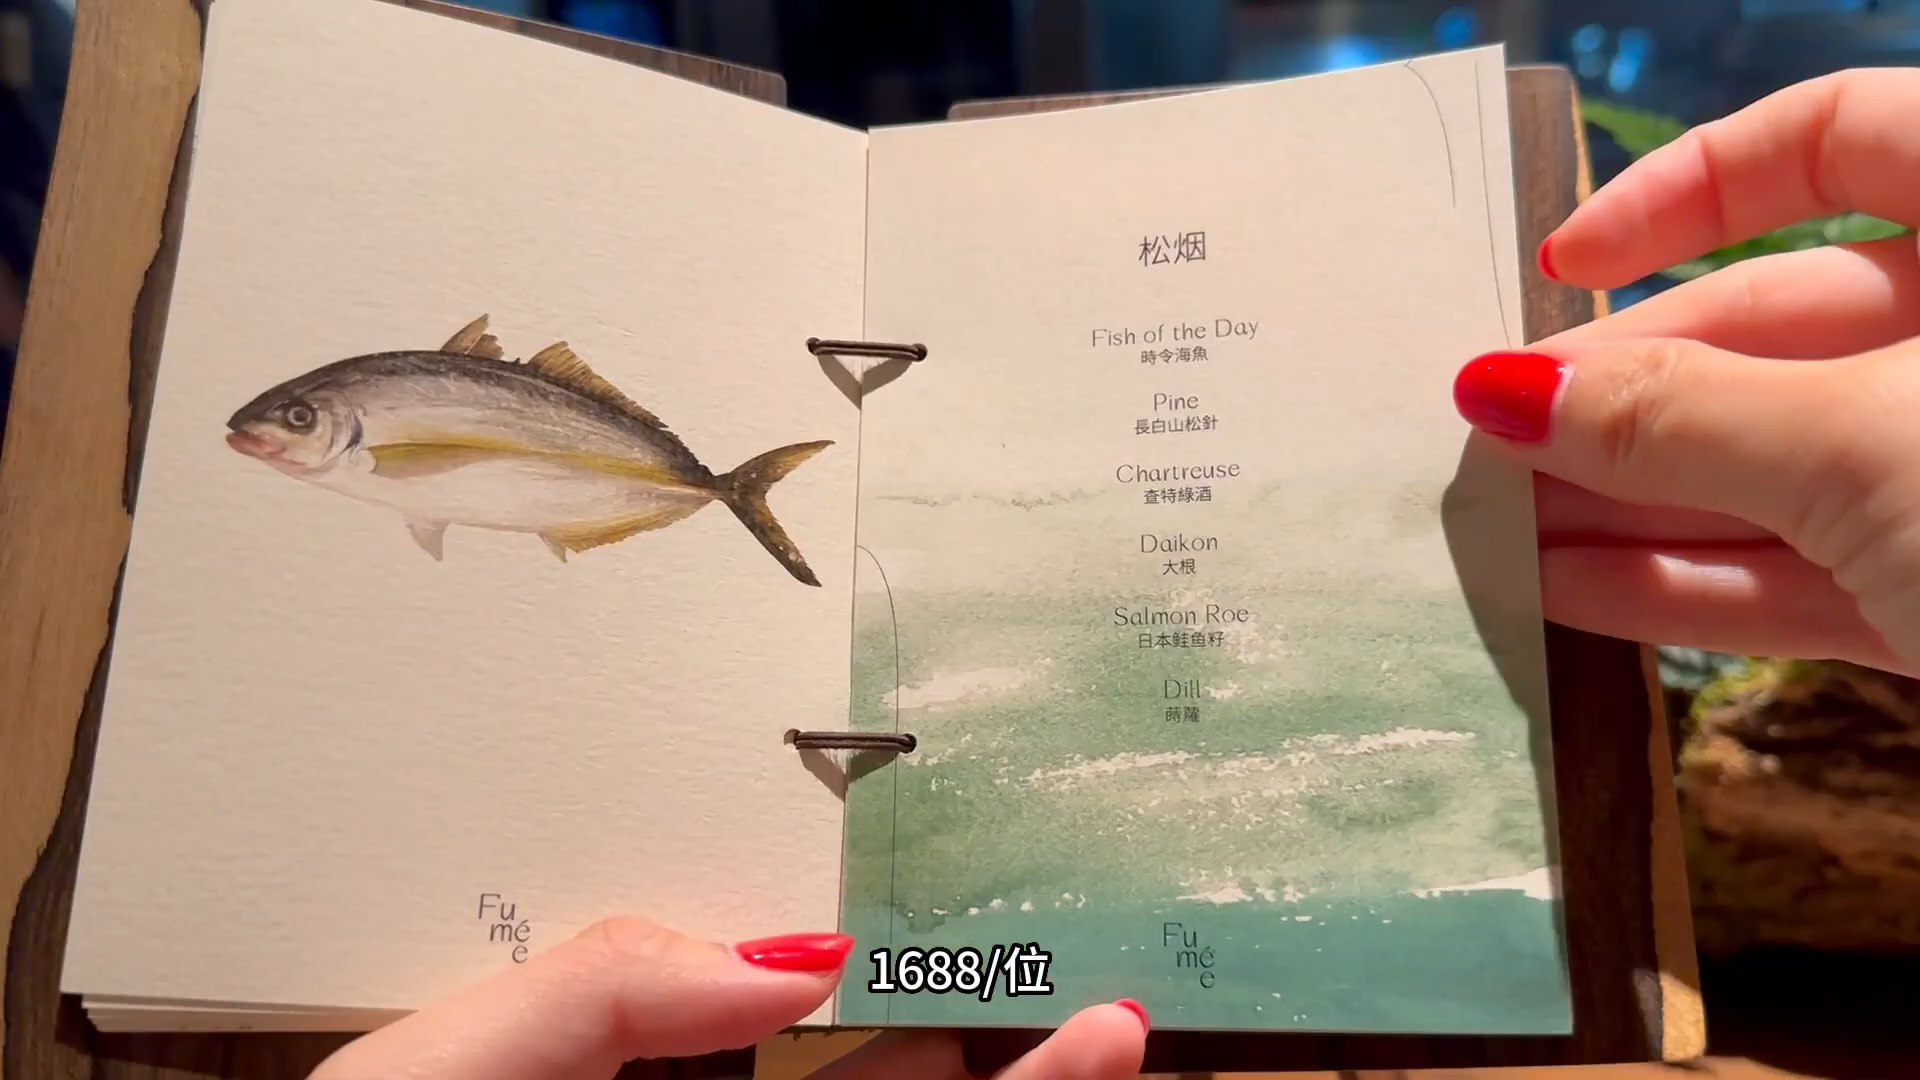 松烟
Fish of the Day
時令海魚
Pine
長白山松針
Chartreuse
查特綠酒
Daikon
大根
Salmon Roe
日本鮭鱼籽
Dill
蒔蘿
Fu
mé
e
Fu
mé
e
1688/位